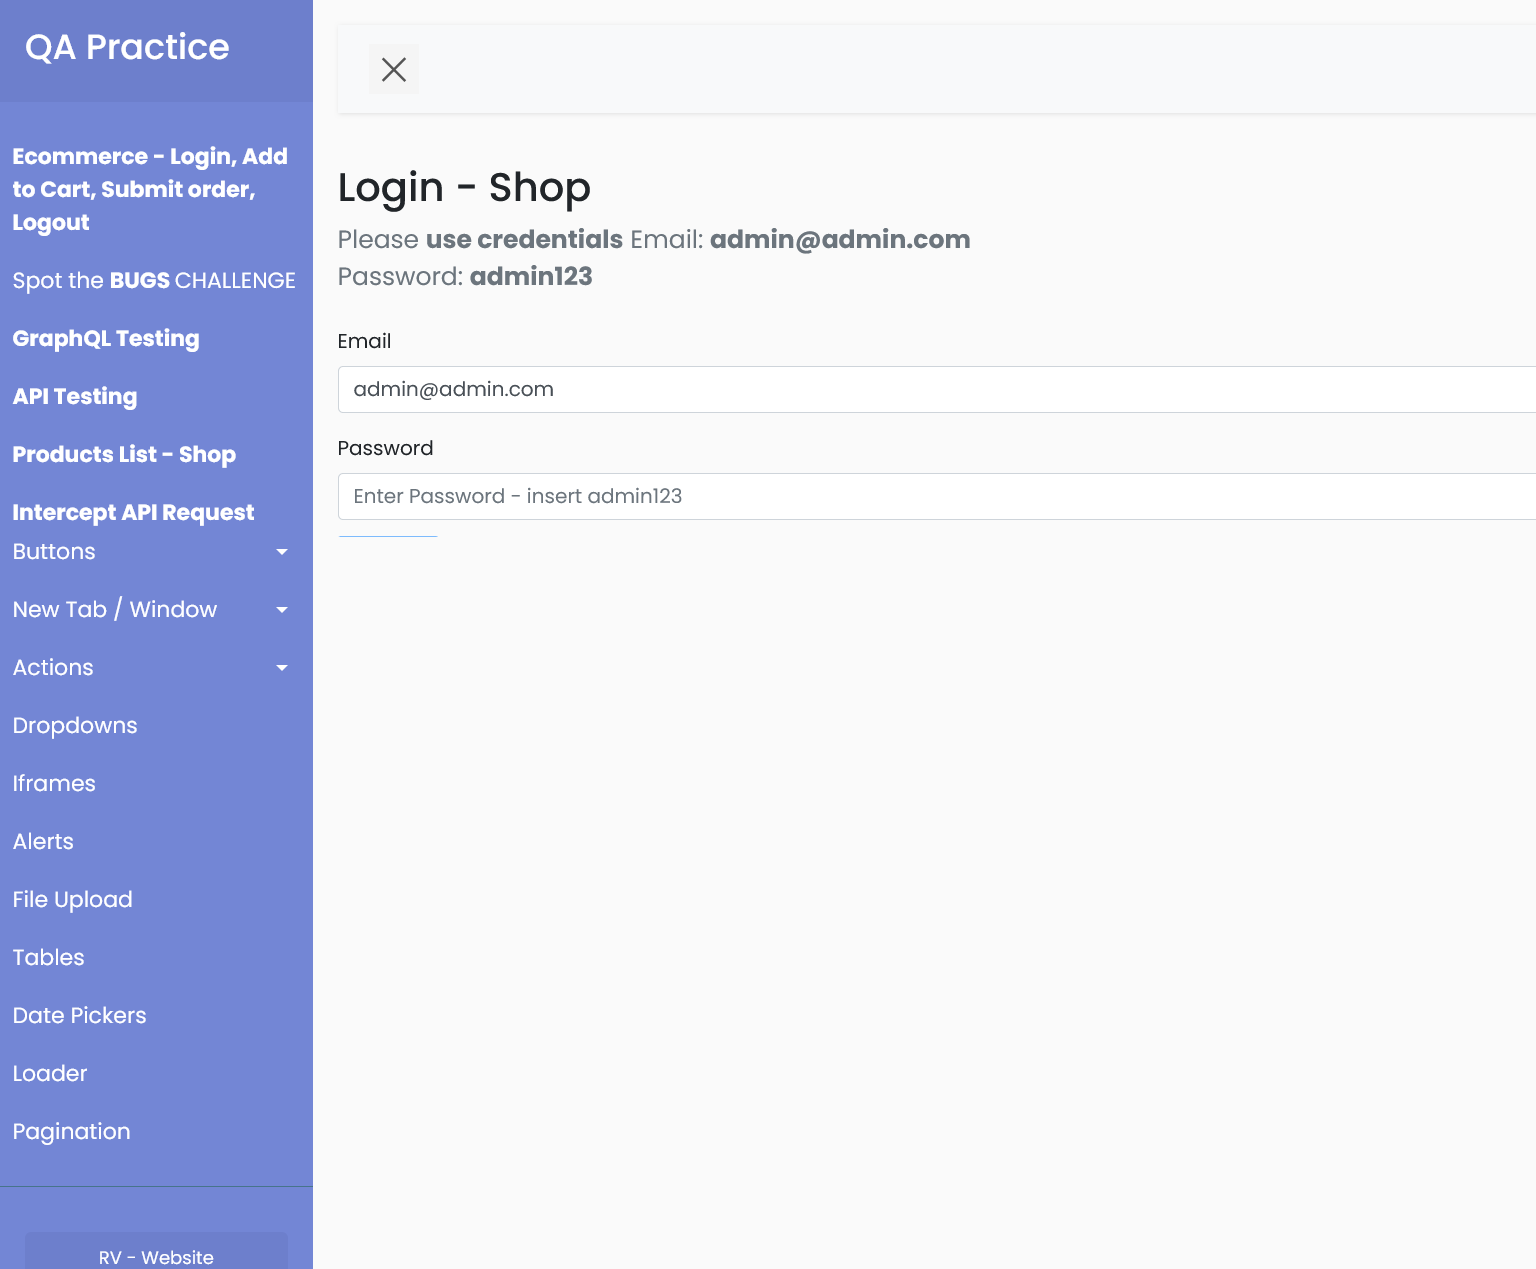 QA Practice
Ecommerce - Login, Add
to Cart, Submit order,
Logout
Spot the BUGS CHALLENGE
GraphQL Testing
API Testing
Products List - Shop
Intercept API Request
Buttons
New Tab / Window
Actions
Dropdowns
Iframes
Alerts
File Upload
Tables
Date Pickers
Loader
Pagination
RV - Website
Login - Shop
Please use credentials Email: admin@admin.com
Password: admin123
Email
admin@admin.com
Password
Enter Password - insert admin123